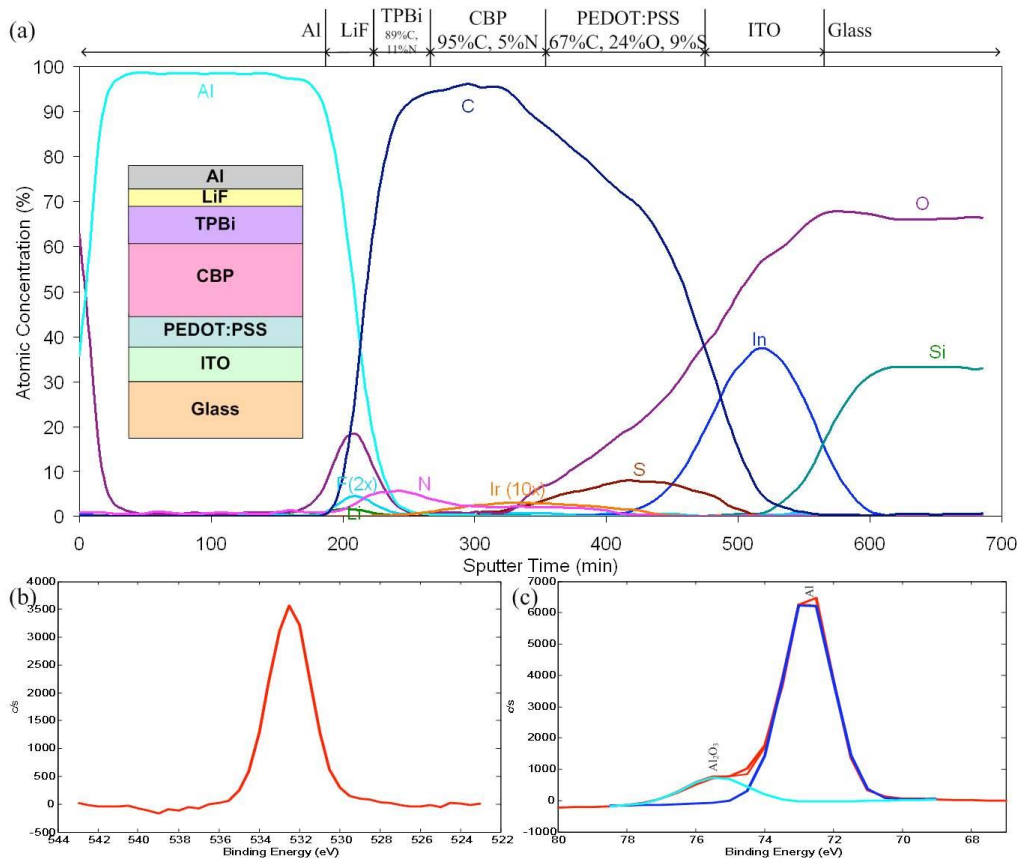 (a)
Al
LiF
TPBi
89%C,
11%N
CBP
95%C, 5%N
PEDOT:PSS
67%C, 24%O, 9%S
ITO
Glass
100
90
80
70
60
50
40
30
20
10
0
Atomic Concentration (%)
Al
C
O
In
Si
S
F(2x)
N
Ir (10x)
Li
Al
LiF
TPBi
CBP
PEDOT:PSS
ITO
Glass
0 100 200 300 400 500 600 700
Sputter Time (min)
(b)
4000
3500
3000
2500
2000
1500
1000
500
0
-500
c/s
544 542 540 538 536 534 532 530 528 526 524 522
Binding Energy (eV)
(c)
7000
6000
5000
4000
3000
2000
1000
0
-1000
c/s
Al
Al₂O₃
80 78 76 74 72 70 68
Binding Energy (eV)